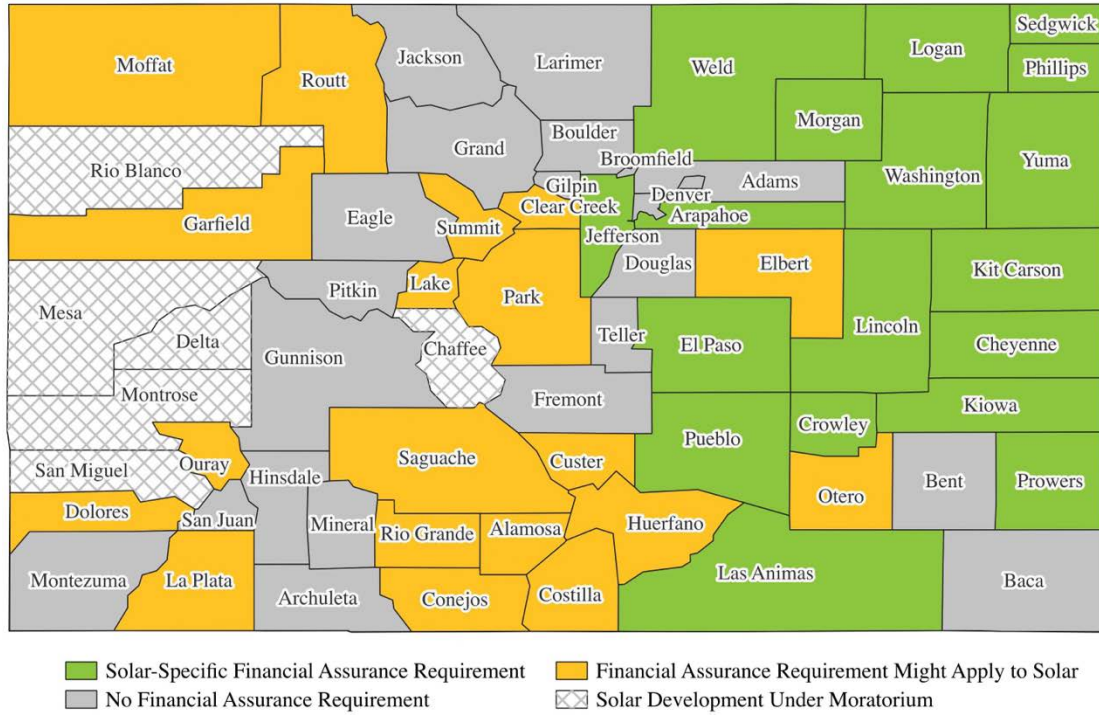 Sedgwick
Logan
Jackson
Larimer
Weld
Moffat
Phillips
Routt
Morgan
Boulder
Grand
Broomfield
Yuma
Rio Blanco
Washington
Gilpin
Adams
Denver
Clear Creek
Eagle
Arapahoe
Garfield
Summit
Jefferson
Douglas
Elbert
Kit Carson
Lake
Pitkin
Park
Mesa
Lincoln
Teller
Delta
Chaffee
El Paso
Cheyenne
Gunnison
Montrose
Fremont
Kiowa
Crowley
Pueblo
Saguache
Custer
San Miguel
Ouray
Hinsdale
Bent
Prowers
Otero
Dolores
San Juan
Mineral
Huerfano
Alamosa
Rio Grande
Las Animas
Montezuma
La Plata
Baca
Archuleta
Conejos
Costilla
Solar-Specific Financial Assurance Requirement
Financial Assurance Requirement Might Apply to Solar
No Financial Assurance Requirement
Solar Development Under Moratorium